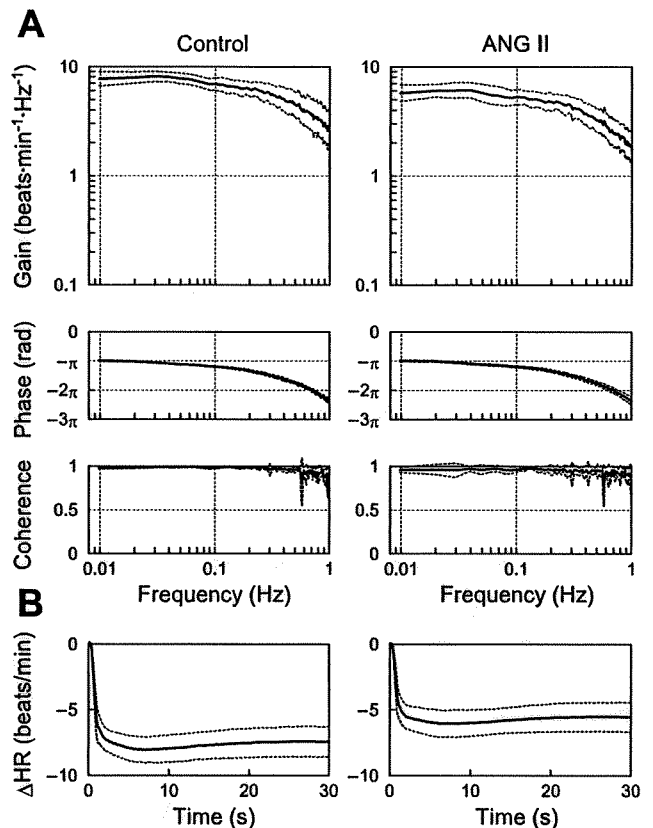 A
Control
ANG II
Gain (beats·min⁻¹·Hz⁻¹)
10
1
0.1
10
1
0.1
Phase (rad)
0
−π
−2π
−3π
0
−π
−2π
−3π
Coherence
1
0.5
0
1
0.5
0
0.01
0.1
1
0.01
0.1
1
Frequency (Hz)
Frequency (Hz)
B
ΔHR (beats/min)
0
−5
−10
0
−5
−10
0
10
20
30
0
10
20
30
Time (s)
Time (s)